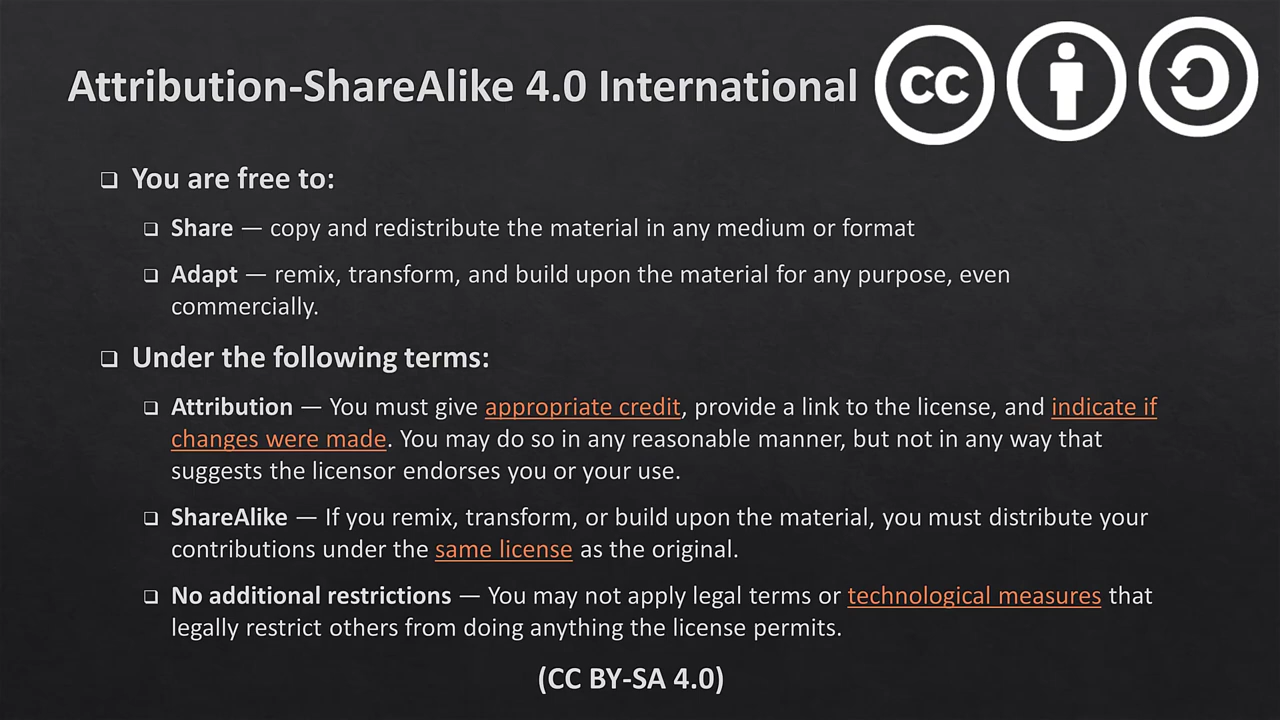 Attribution-ShareAlike 4.0 International
cc
You are free to:
Share — copy and redistribute the material in any medium or format
Adapt — remix, transform, and build upon the material for any purpose, even
commercially.
Under the following terms:
Attribution — You must give appropriate credit, provide a link to the license, and indicate if
changes were made. You may do so in any reasonable manner, but not in any way that
suggests the licensor endorses you or your use.
ShareAlike — If you remix, transform, or build upon the material, you must distribute your
contributions under the same license as the original.
No additional restrictions — You may not apply legal terms or technological measures that
legally restrict others from doing anything the license permits.
(CC BY-SA 4.0)